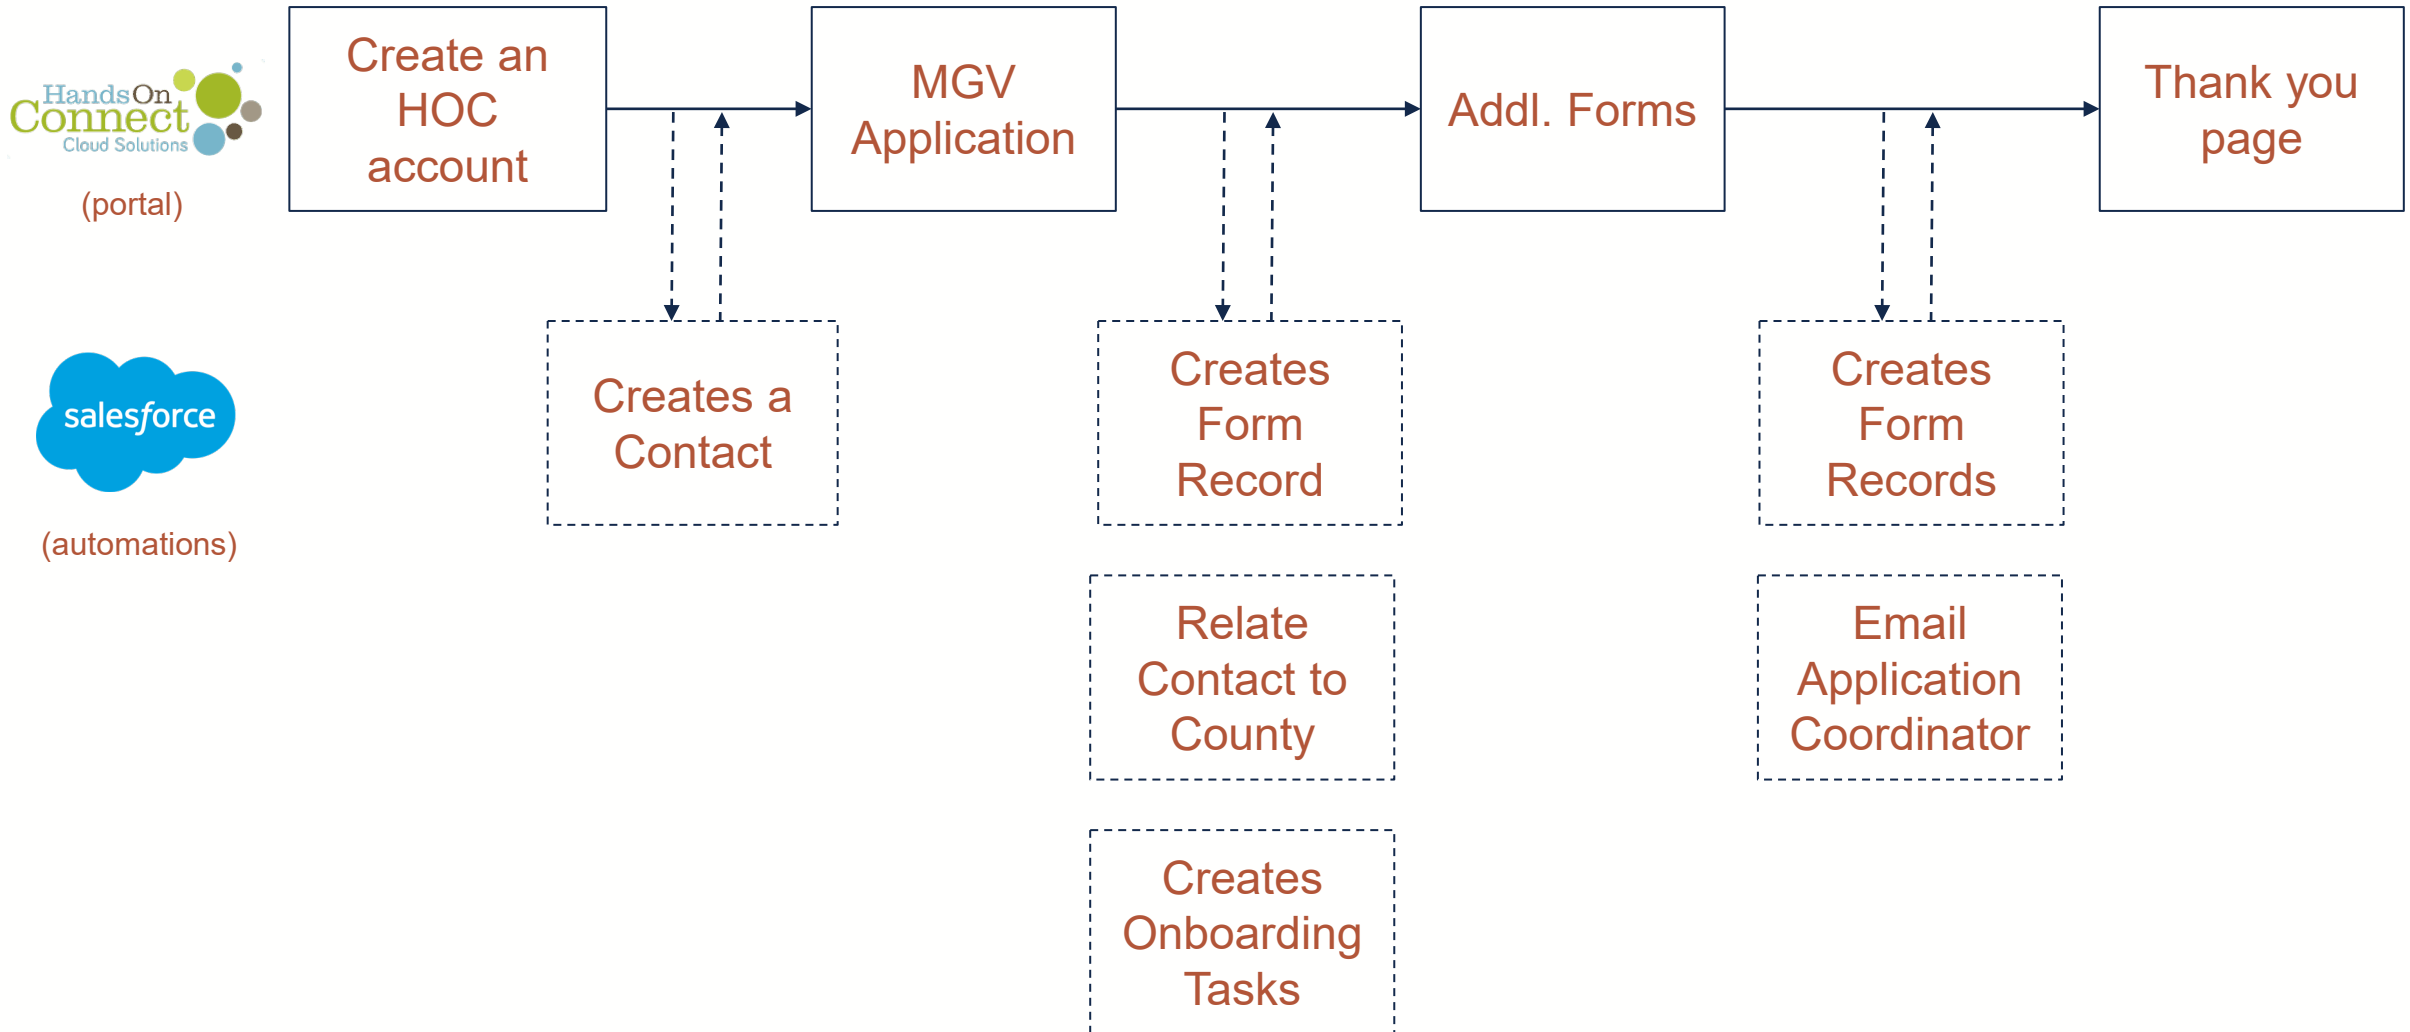 HandsOn
Connect
Cloud Solutions
(portal)
Create an
HOC
account
MGV
Application
Addl. Forms
Thank you
page
salesforce
(automations)
Creates a
Contact
Creates
Form
Record
Creates
Form
Records
Relate
Contact to
County
Email
Application
Coordinator
Creates
Onboarding
Tasks